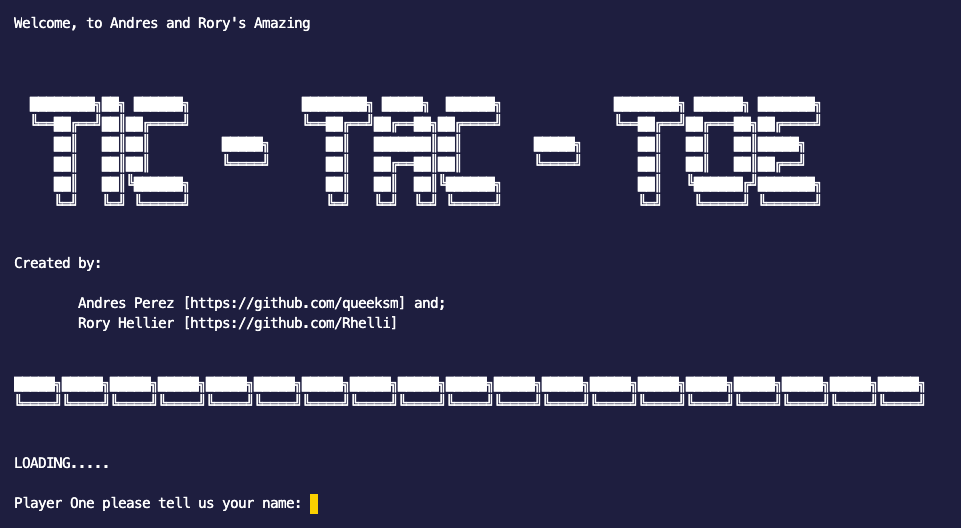 Welcome, to Andres and Rory's Amazing
TIC - TAC - TOE
Created by:
Andres Perez [https://github.com/queeksm] and;
Rory Hellier [https://github.com/Rhelli]
LOADING.....
Player One please tell us your name: